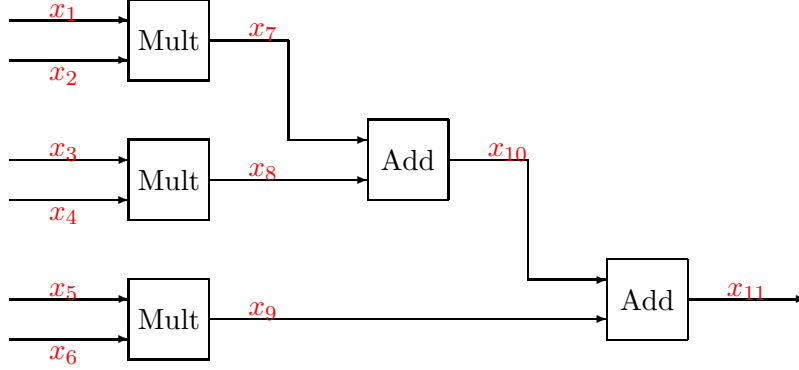 x₁
Mult
x₇
x₂
x₃
Mult
x₈
Add
x₁₀
x₄
x₅
Mult
x₉
Add
x₁₁
x₆